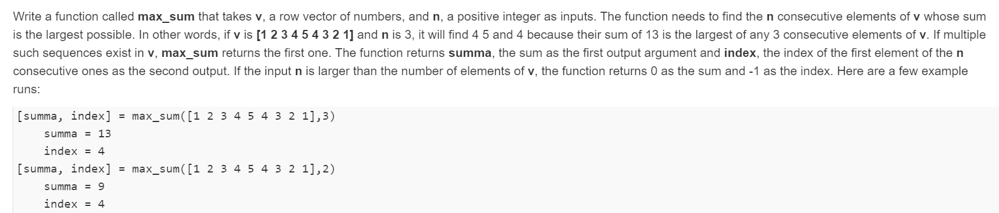 Write a function called max_sum that takes v, a row vector of numbers, and n, a positive integer as inputs. The function needs to find the n consecutive elements of v whose sum
is the largest possible. In other words, if v is [1 2 3 4 5 4 3 2 1] and n is 3, it will find 4 5 and 4 because their sum of 13 is the largest of any 3 consecutive elements of v. If multiple
such sequences exist in v, max_sum returns the first one. The function returns summa, the sum as the first output argument and index, the index of the first element of the n
consecutive ones as the second output. If the input n is larger than the number of elements of v, the function returns 0 as the sum and -1 as the index. Here are a few example
runs:
[summa, index] = max_sum([1 2 3 4 5 4 3 2 1],3)
summa = 13
index = 4
[summa, index] = max_sum([1 2 3 4 5 4 3 2 1],2)
summa = 9
index = 4